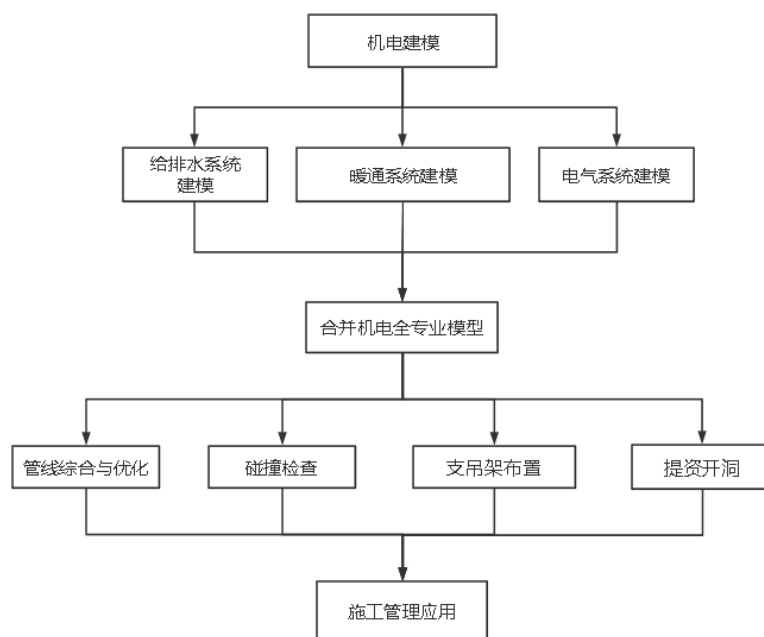 机电建模
给排水系统
建模
暖通系统建模
电气系统建模
合并机电全专业模型
管线综合与优化
碰撞检查
支吊架布置
提资开洞
施工管理应用